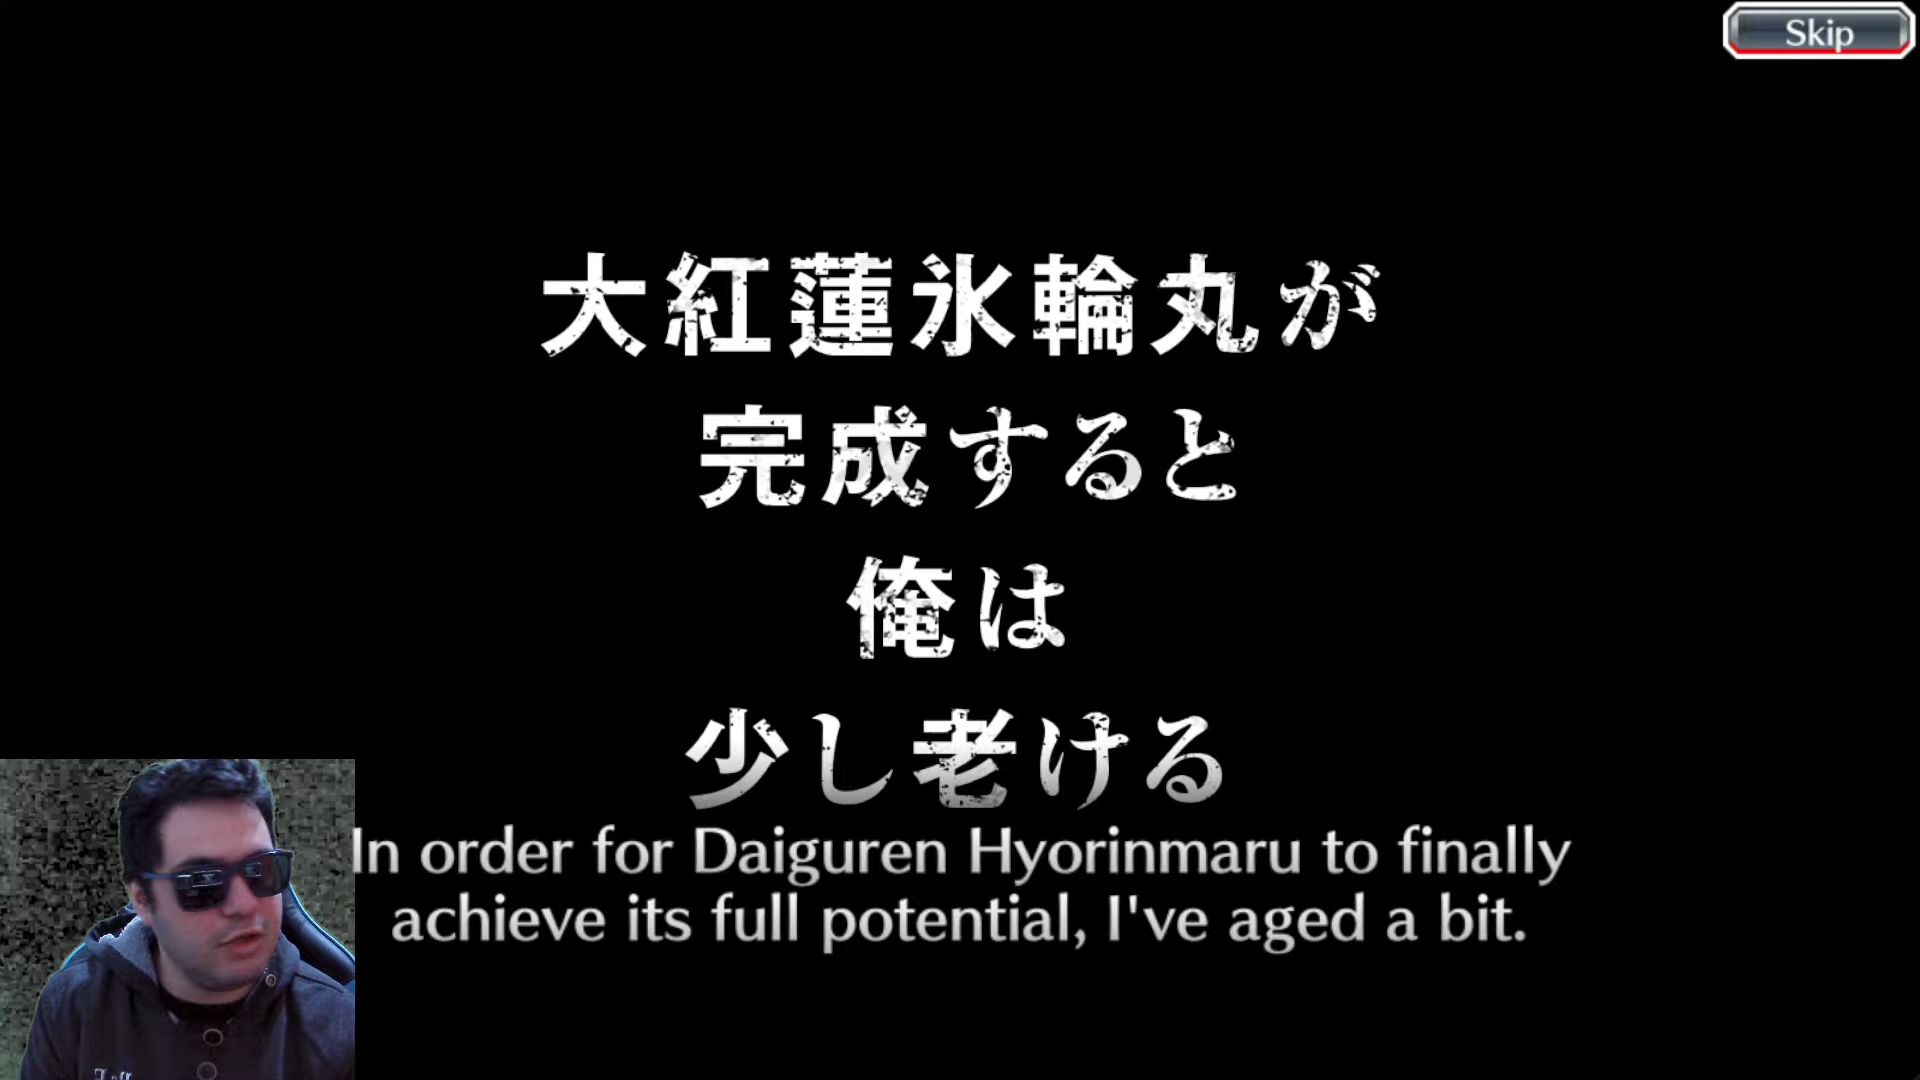 Skip
大紅蓮氷輪丸が
完成すると
俺は
少し老ける
In order for Daiguren Hyorinmaru to finally
achieve its full potential, I've aged a bit.